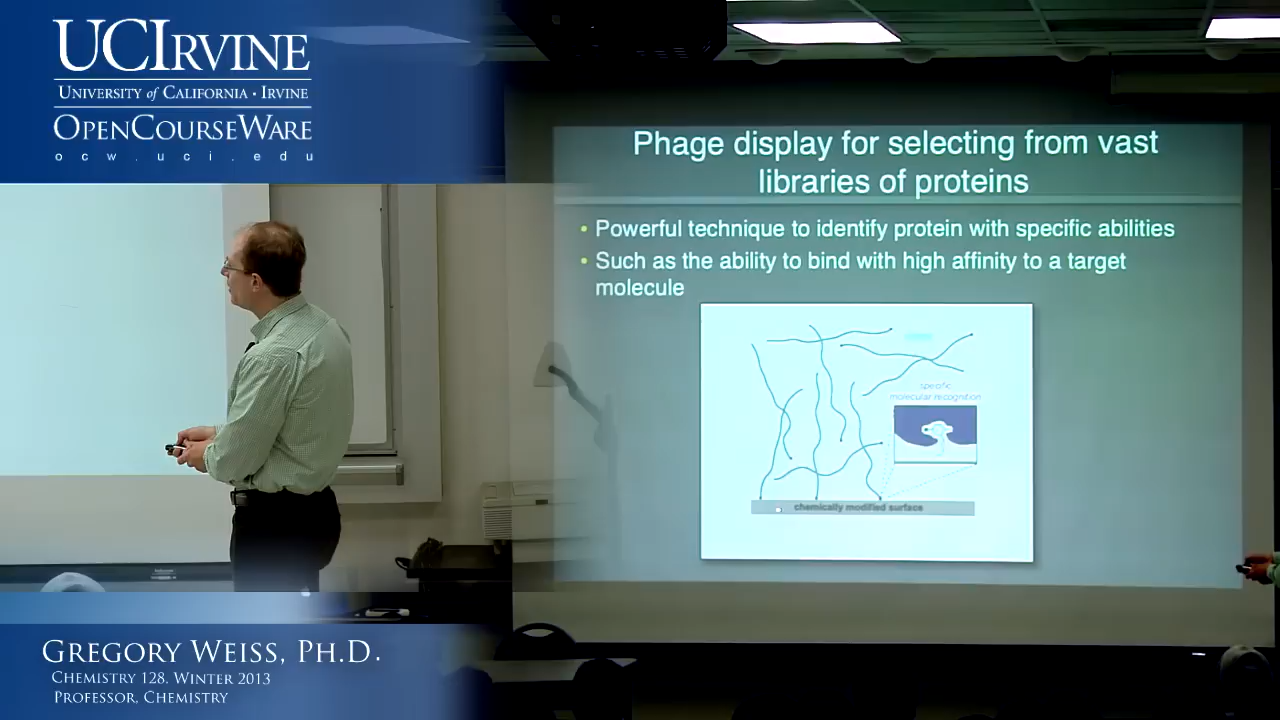 UCIRVINE
UNIVERSITY of CALIFORNIA • IRVINE
OPENCOURSEWARE
ocw.uci.edu
Phage display for selecting from vast
libraries of proteins
• Powerful technique to identify protein with specific abilities
• Such as the ability to bind with high affinity to a target
molecule
specific
molecular recognition
chemically modified surface
GREGORY WEISS, PH.D.
CHEMISTRY 128. WINTER 2013
PROFESSOR, CHEMISTRY